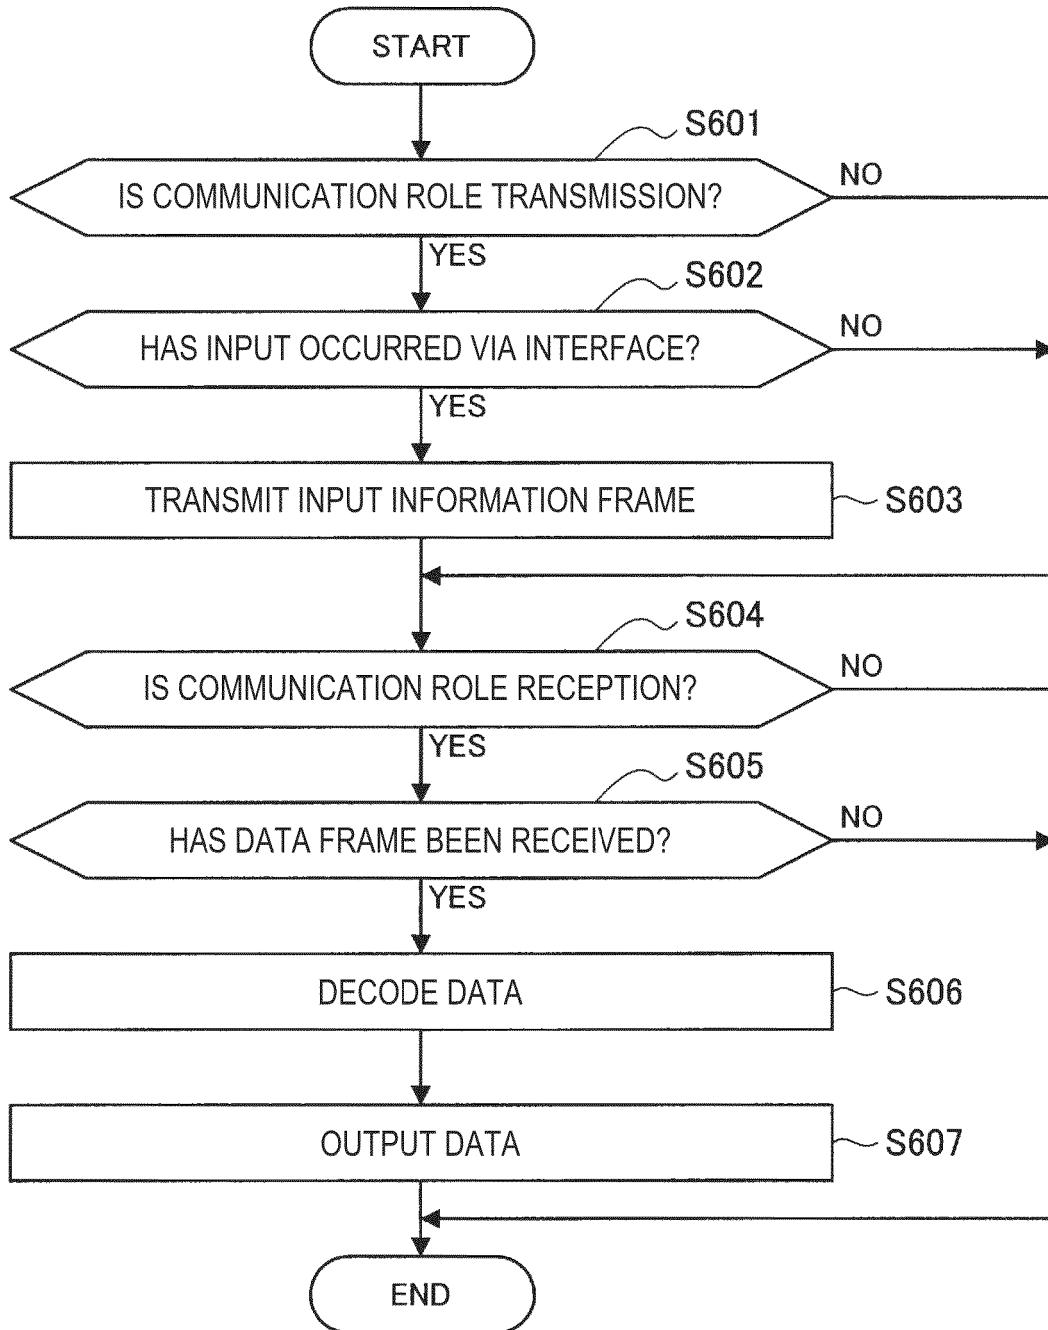 START
S601
IS COMMUNICATION ROLE TRANSMISSION?
NO
YES
S602
HAS INPUT OCCURRED VIA INTERFACE?
NO
YES
TRANSMIT INPUT INFORMATION FRAME
S603
S604
IS COMMUNICATION ROLE RECEPTION?
NO
YES
S605
HAS DATA FRAME BEEN RECEIVED?
NO
YES
DECODE DATA
S606
OUTPUT DATA
S607
END